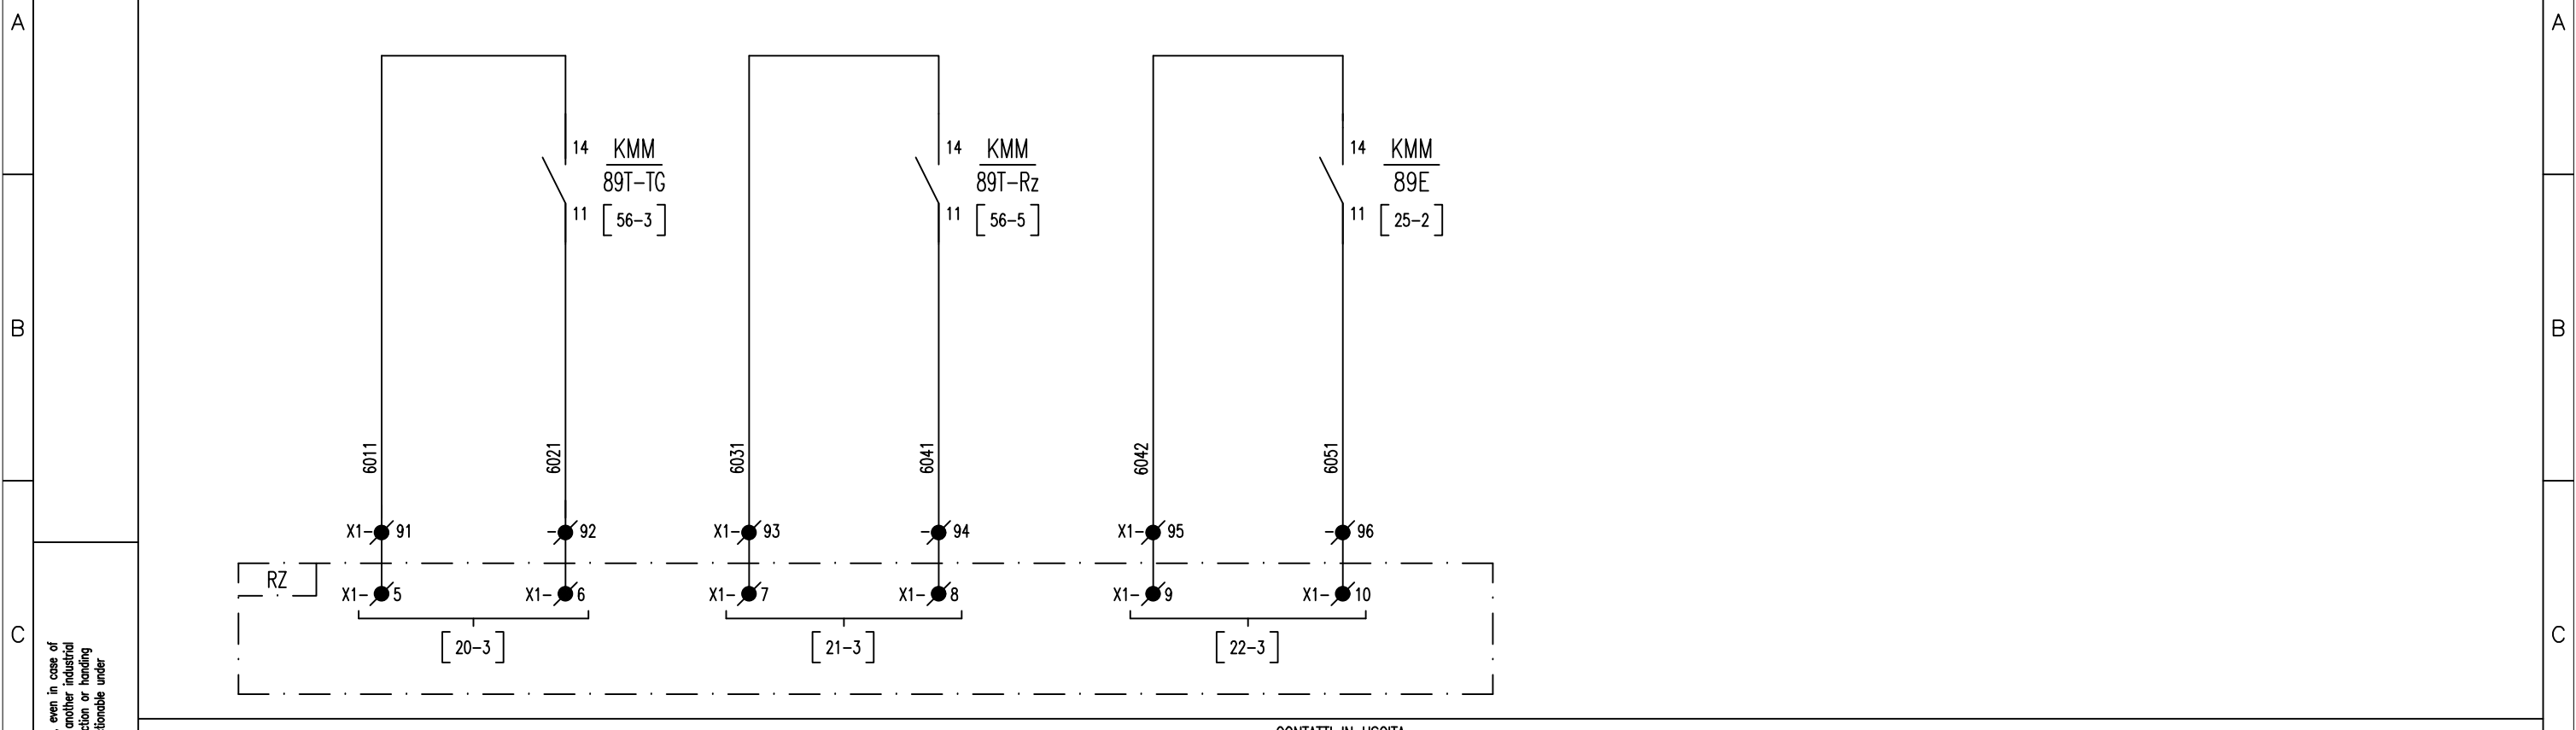 A
A
14 KMM
89T-TG
11 [56-3]
14 KMM
89T-Rz
11 [56-5]
14 KMM
89E
11 [25-2]
B
B
6011
6021
6031
6041
6042
6051
X1- 91
- 92
X1- 93
- 94
X1- 95
- 96
RZ
X1- 5
X1- 6
X1- 7
X1- 8
X1- 9
X1- 10
[20-3]
[21-3]
[22-3]
C
C
even in case of
another industrial
or handing
under
CONTATTI IN USCITA